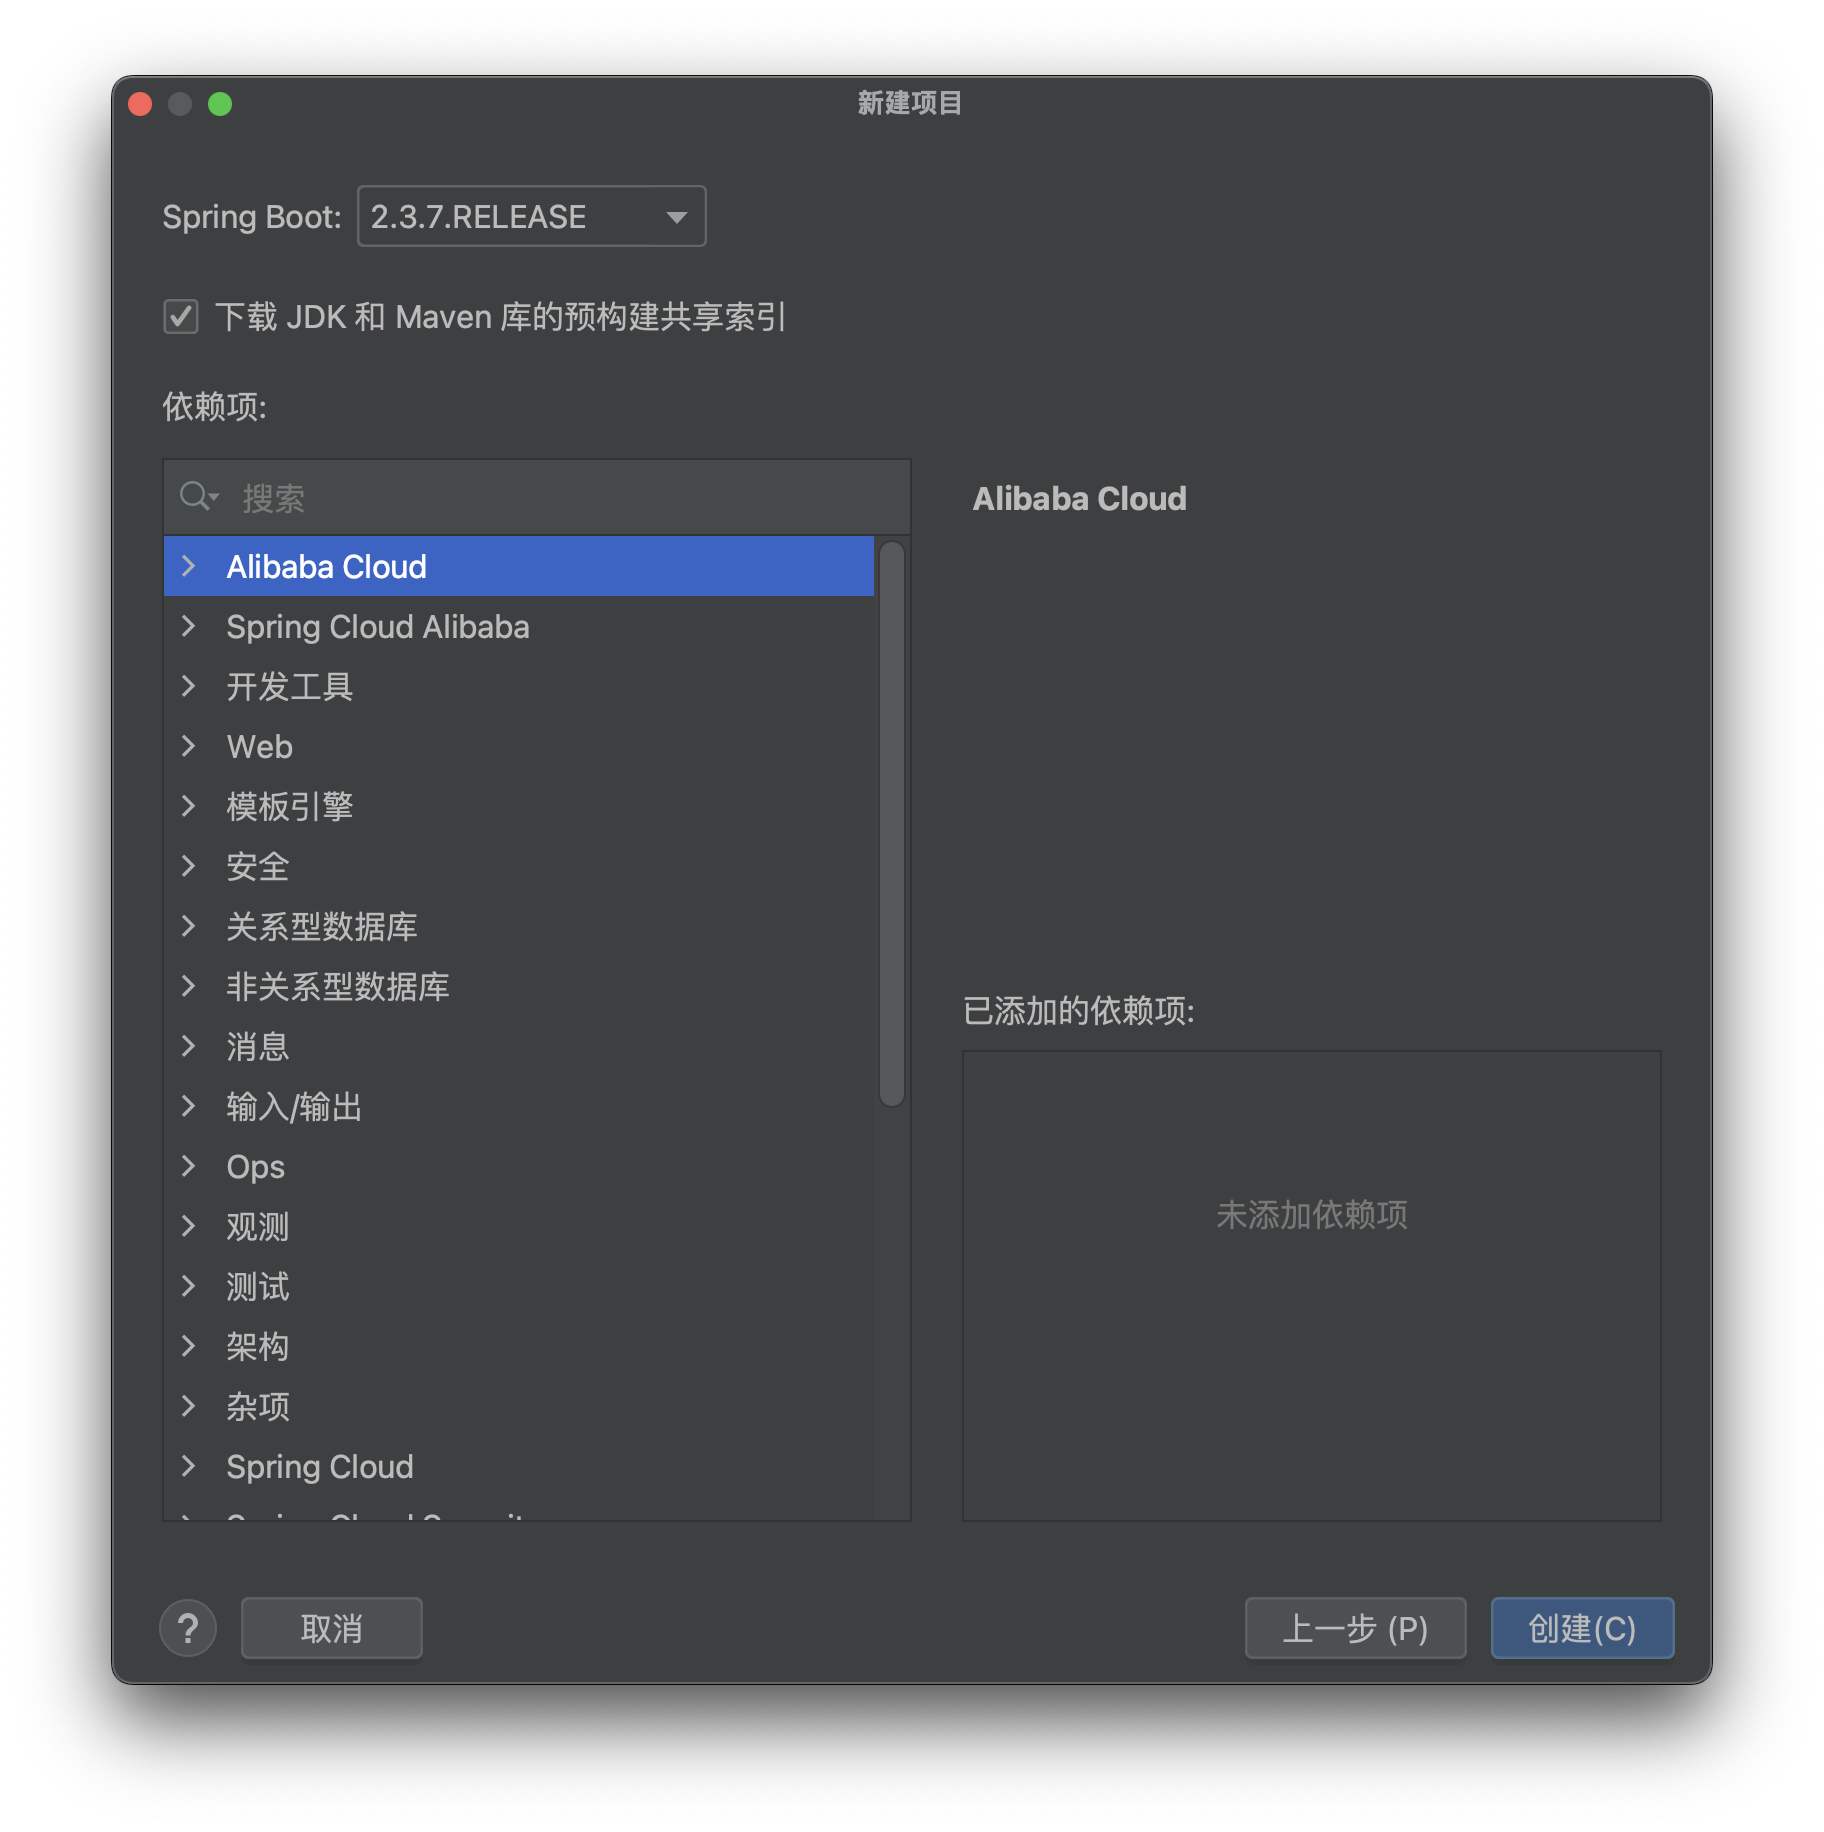 新建项目
Spring Boot: 2.3.7.RELEASE
下载 JDK 和 Maven 库的预构建共享索引
依赖项:
搜索
Alibaba Cloud
Spring Cloud Alibaba
开发工具
Web
模板引擎
安全
关系型数据库
非关系型数据库
消息
输入/输出
Ops
观测
测试
架构
杂项
Spring Cloud
Alibaba Cloud
已添加的依赖项:
未添加依赖项
?
取消
上一步 (P)
创建(C)